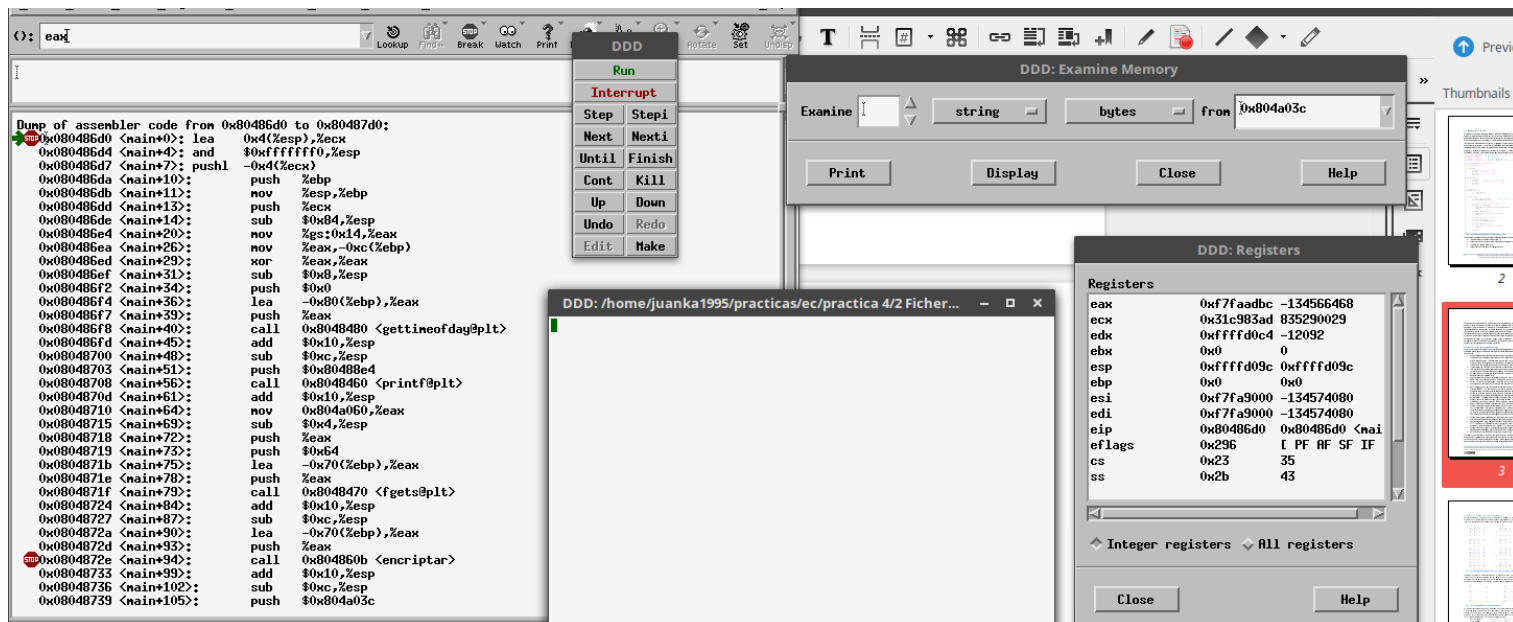 (): eax
Lookup Find» Break Watch Print Rotate Set Undisp
DDD
Run
Interrupt
Step Stepi
Next Nexti
Until Finish
Cont Kill
Up Down
Undo Redo
Edit Make
T #
Previ
»
Thumbnails
2
3
DDD: Examine Memory
Examine string bytes from 0x804a03c
Print Display Close Help
Dump of assembler code from 0x80486d0 to 0x80487d0:
STOP 0x080486d0 <main+0>: lea 0x4(%esp),%ecx
0x080486d4 <main+4>: and $0xfffffff0,%esp
0x080486d7 <main+7>: pushl -0x4(%ecx)
0x080486da <main+10>: push %ebp
0x080486db <main+11>: mov %esp,%ebp
0x080486dd <main+13>: push %ecx
0x080486de <main+14>: sub $0x84,%esp
0x080486e4 <main+20>: mov %gs:0x14,%eax
0x080486ea <main+26>: mov %eax,-0xc(%ebp)
0x080486ed <main+29>: xor %eax,%eax
0x080486ef <main+31>: sub $0x8,%esp
0x080486f2 <main+34>: push $0x0
0x080486f4 <main+36>: lea -0x80(%ebp),%eax
0x080486f7 <main+39>: push %eax
0x080486f8 <main+40>: call 0x8048480 <gettimeofday@plt>
0x080486fd <main+45>: add $0x10,%esp
0x08048700 <main+48>: sub $0xc,%esp
0x08048703 <main+51>: push $0x80488e4
0x08048708 <main+56>: call 0x8048460 <printf@plt>
0x0804870d <main+61>: add $0x10,%esp
0x08048710 <main+64>: mov 0x804a060,%eax
0x08048715 <main+69>: sub $0x4,%esp
0x08048718 <main+72>: push %eax
0x08048719 <main+73>: push $0x64
0x0804871b <main+75>: lea -0x70(%ebp),%eax
0x0804871e <main+78>: push %eax
0x0804871f <main+79>: call 0x8048470 <fgets@plt>
0x08048724 <main+84>: add $0x10,%esp
0x08048727 <main+87>: sub $0xc,%esp
0x0804872a <main+90>: lea -0x70(%ebp),%eax
0x0804872d <main+93>: push %eax
STOP 0x0804872e <main+94>: call 0x804860b <encriptar>
0x08048733 <main+99>: add $0x10,%esp
0x08048736 <main+102>: sub $0xc,%esp
0x08048739 <main+105>: push $0x804a03c
DDD: /home/juanka1995/practicas/ec/practica 4/2 Ficher...
DDD: Registers
Registers
eax 0xf7faadbc -134566468
ecx 0x31c983ad 835290029
edx 0xffffd0c4 -12092
ebx 0x0 0
esp 0xffffd09c 0xffffd09c
ebp 0x0 0x0
esi 0xf7fa9000 -134574080
edi 0xf7fa9000 -134574080
eip 0x80486d0 0x80486d0 <mai
eflags 0x296 [ PF AF SF IF
cs 0x23 35
ss 0x2b 43
Integer registers All registers
Close Help